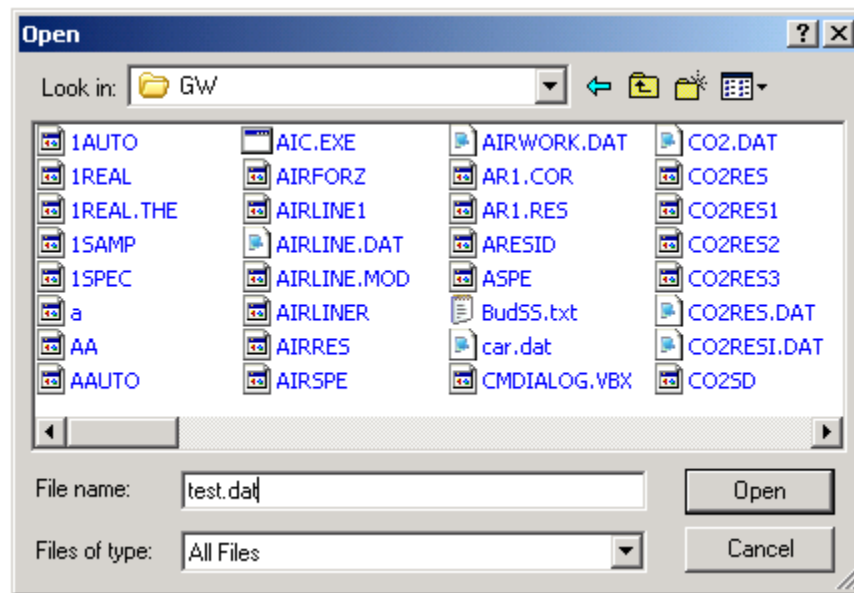 Open
Look in: GW
1AUTO AIC.EXE AIRWORK.DAT CO2.DAT
1REAL AIRFORZ AR1.COR CO2RES
1REAL.THE AIRLINE1 AR1.RES CO2RES1
1SAMP AIRLINE.DAT ARESID CO2RES2
1SPEC AIRLINE.MOD ASPE CO2RES3
a AIRLINER BudSS.txt CO2RES.DAT
AA AIRRES car.dat CO2RESI.DAT
AAUTO AIRSPE CMDIALOG.VBX CO2SD
File name: test.dat Open
Files of type: All Files Cancel